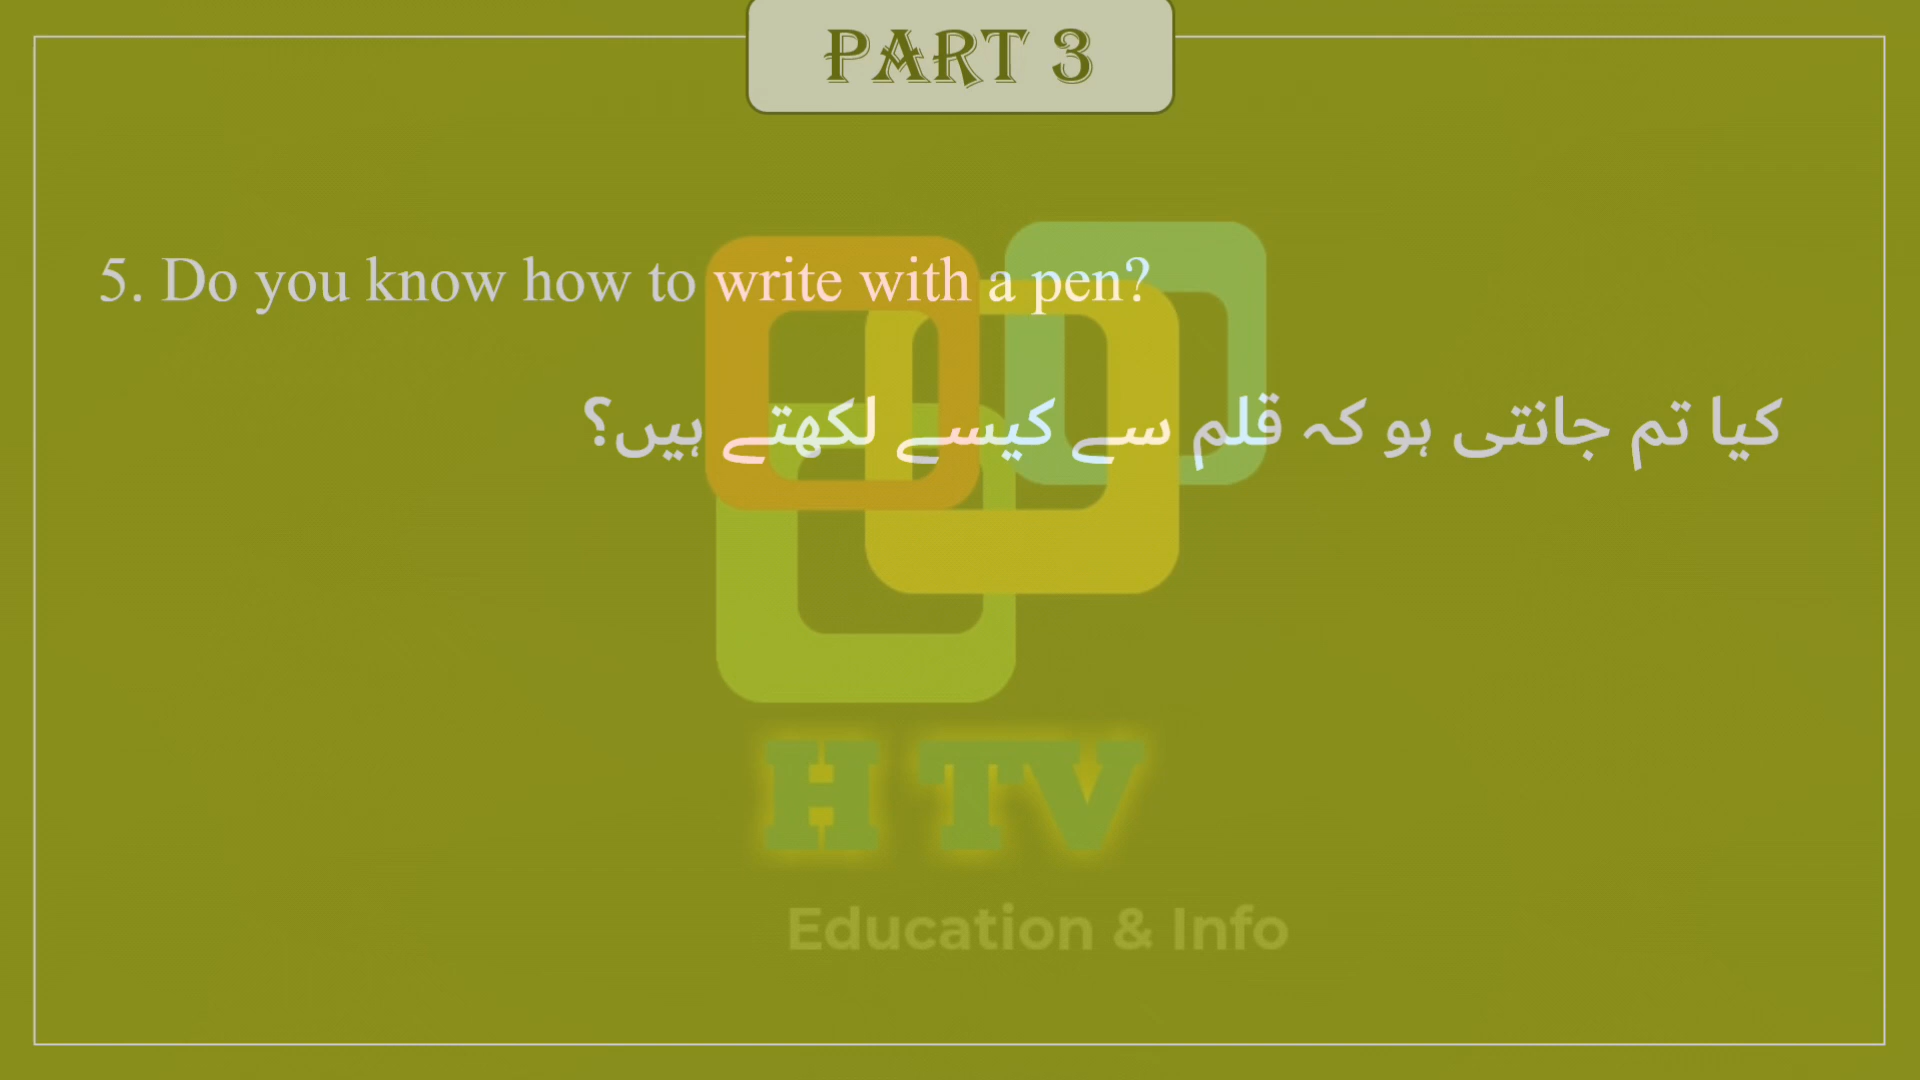 PART 3
5. Do you know how to write with a pen?
کیا تم جانتی ہو کہ قلم سے کیسے لکھتے ہیں؟
H TV
Education & Info